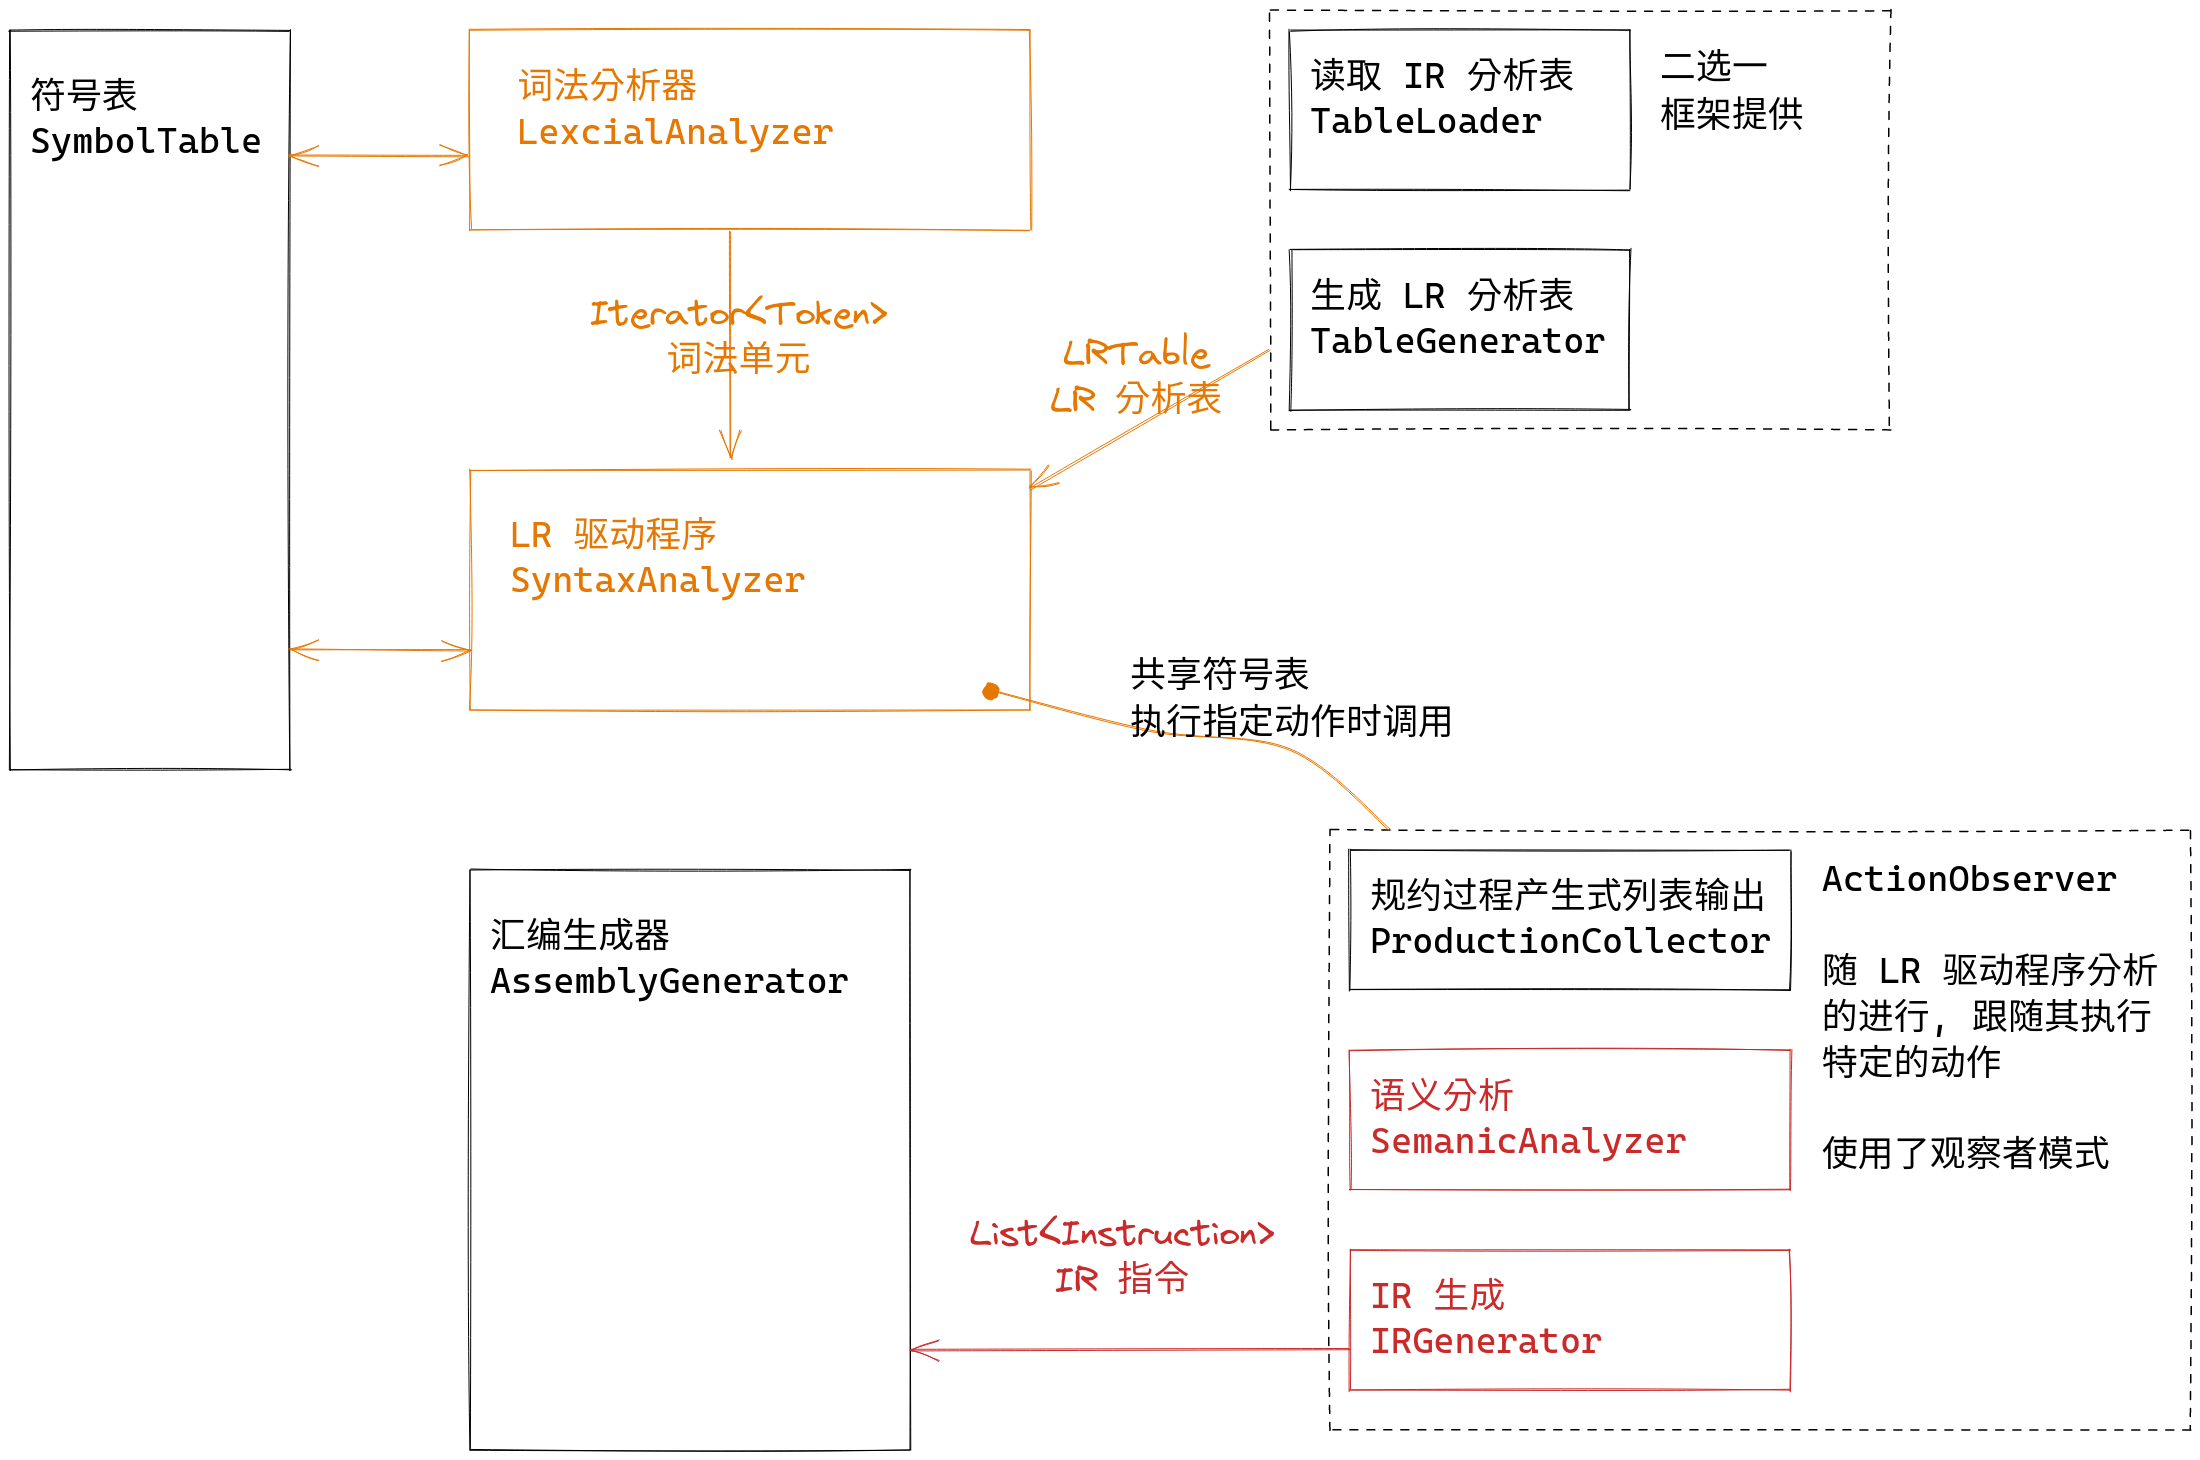 符号表
SymbolTable
词法分析器
LexcialAnalyzer
读取 IR 分析表
TableLoader
二选一
框架提供
生成 LR 分析表
TableGenerator
Iterator<Token>
词法单元
LRTable
LR 分析表
LR 驱动程序
SyntaxAnalyzer
共享符号表
执行指定动作时调用
汇编生成器
AssemblyGenerator
规约过程产生式列表输出
ProductionCollector
ActionObserver
随 LR 驱动程序分析
的进行, 跟随其执行
特定的动作
使用了观察者模式
语义分析
SemanicAnalyzer
List<Instruction>
IR 指令
IR 生成
IRGenerator